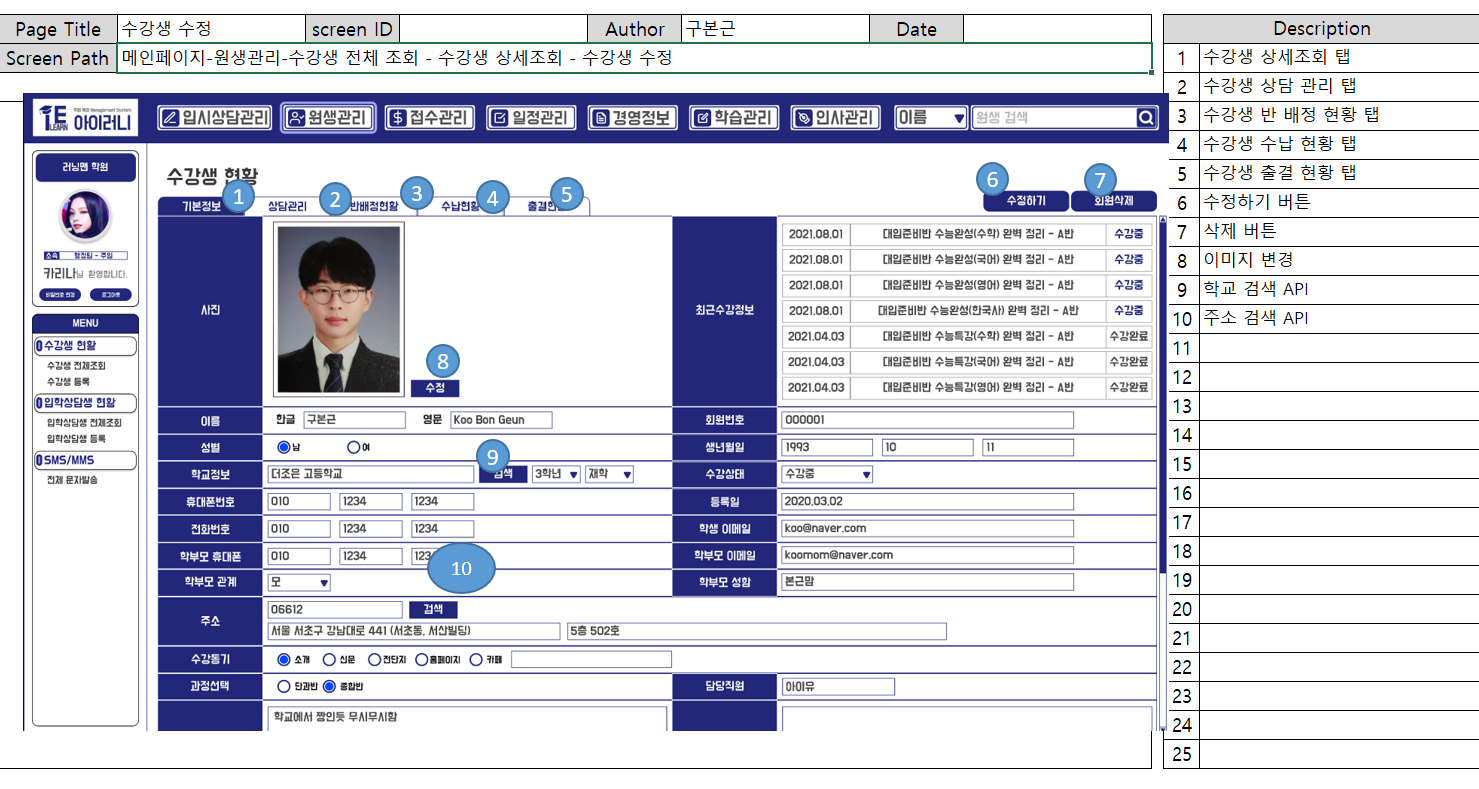 Page Title 수강생 수정 screen ID Author 구본근 Date
Screen Path 메인페이지-원생관리-수강생 전체 조회 - 수강생 상세조회 - 수강생 수정
Description
1 수강생 상세조회 탭
2 수강생 상담 관리 탭
3 수강생 반 배정 현황 탭
4 수강생 수납 현황 탭
5 수강생 출결 현황 탭
6 수정하기 버튼
7 삭제 버튼
8 이미지 변경
9 학교 검색 API
10 주소 검색 API
11
12
13
14
15
16
17
18
19
20
21
22
23
24
25
학원 특화 Management System
E LEARN 아이러니
입시상담관리 원생관리 접수관리 일정관리 경영정보 학습관리 인사관리 이름 원생 검색
러닝맨 학원
소속 행정팀 - 주임
카리나님 환영합니다.
비밀번호 변경 로그아웃
MENU
수강생 현황
수강생 전체조회
수강생 등록
입학상담생 현황
입학상담생 전체조회
입학상담생 등록
SMS/MMS
전체 문자발송
수강생 현황
1 2 3 4 5 6 7
기본정보 상담관리 반배정현황 수납현황 출결현황 수정하기 회원삭제
사진
8
수정
최근수강정보
2021.08.01 대입준비반 수능완성(수학) 완벽 정리 - A반 수강중
2021.08.01 대입준비반 수능완성(국어) 완벽 정리 - A반 수강중
2021.08.01 대입준비반 수능완성(영어) 완벽 정리 - A반 수강중
2021.08.01 대입준비반 수능완성(한국사) 완벽 정리 - A반 수강중
2021.04.03 대입준비반 수능특강(수학) 완벽 정리 - A반 수강완료
2021.04.03 대입준비반 수능특강(국어) 완벽 정리 - A반 수강완료
2021.04.03 대입준비반 수능특강(영어) 완벽 정리 - A반 수강완료
이름 한글 구본근 영문 Koo Bon Geun 회원번호 000001
성별 남 여 생년월일 1993 10 11
9
학교정보 더조은 고등학교 검색 3학년 재학 수강상태 수강중
휴대폰번호 010 1234 1234 등록일 2020.03.02
전화번호 010 1234 1234 학생 이메일 koo@naver.com
학부모 휴대폰 010 1234 123 학부모 이메일 koomom@naver.com
10
학부모 관계 모 학부모 성함 본근맘
주소 06612 검색
서울 서초구 강남대로 441 (서초동, 서산빌딩) 5층 502호
수강동기 소개 신문 전단지 홈페이지 카페
과정선택 단과반 종합반 담당직원 아이유
학교에서 짱인듯 무시무시함